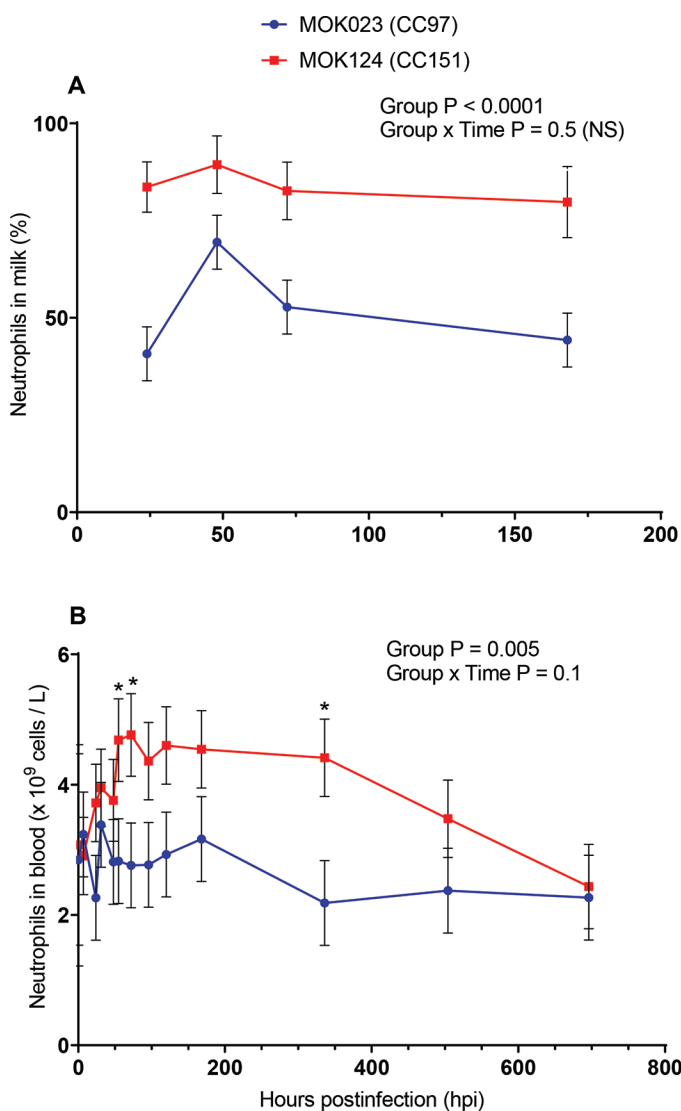 MOK023 (CC97)
MOK124 (CC151)
A
Group P < 0.0001
Group x Time P = 0.5 (NS)
100
50
0
Neutrophils in milk (%)
0 50 100 150 200
B
Group P = 0.005
Group x Time P = 0.1
6
* * *
4
2
0
Neutrophils in blood (x 10⁹ cells / L)
0 200 400 600 800
Hours postinfection (hpi)